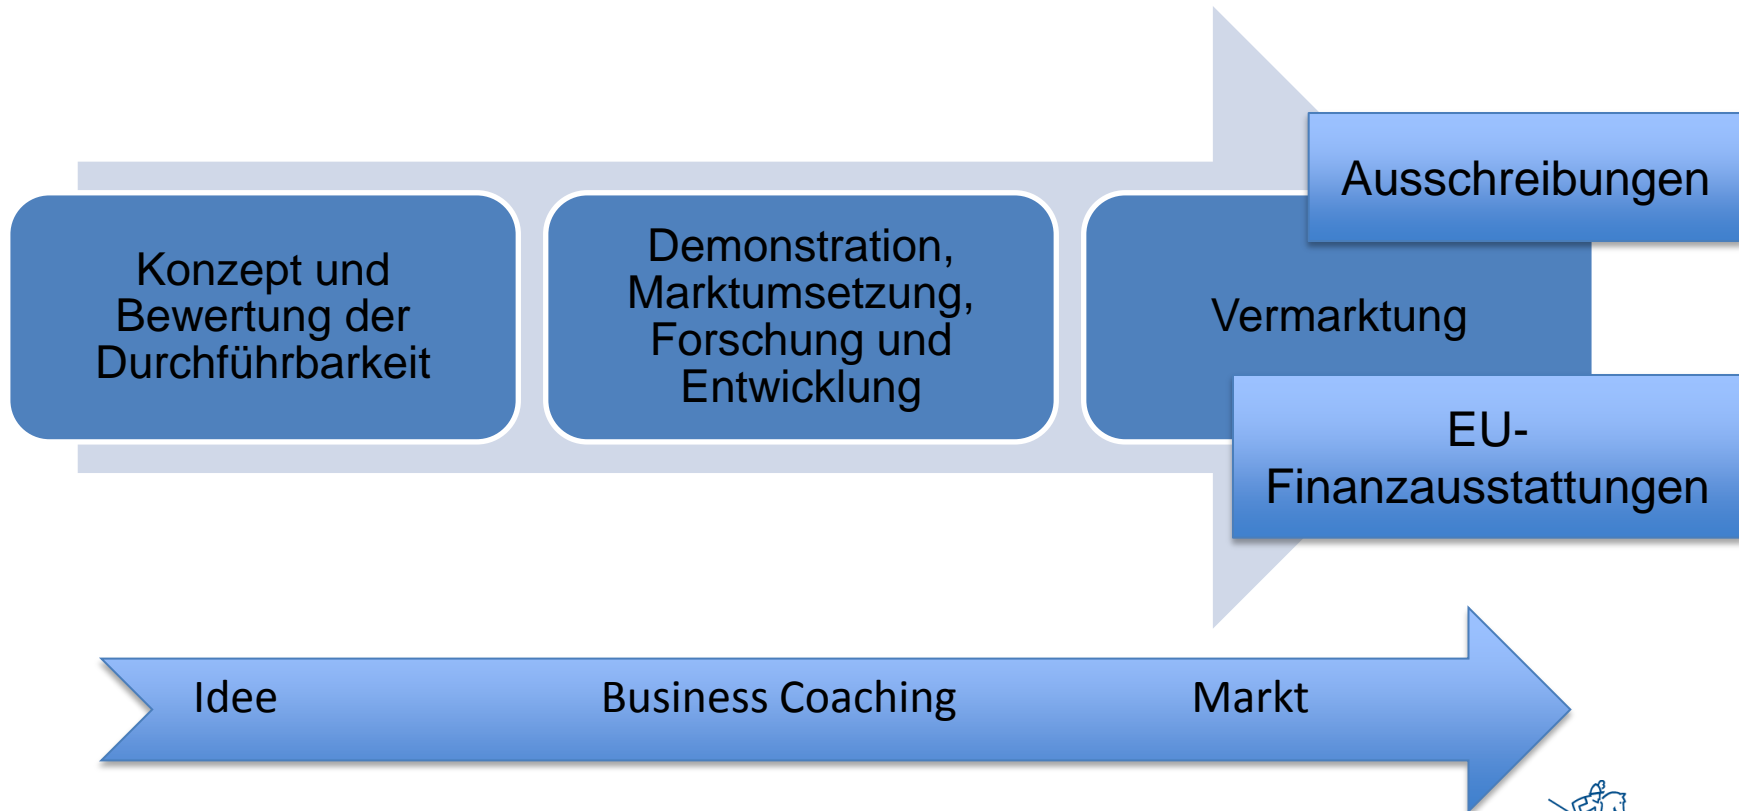 Ausschreibungen
Konzept und
Bewertung der
Durchführbarkeit
Demonstration,
Marktumsetzung,
Forschung und
Entwicklung
Vermarktung
EU-
Finanzausstattungen
Idee
Business Coaching
Markt